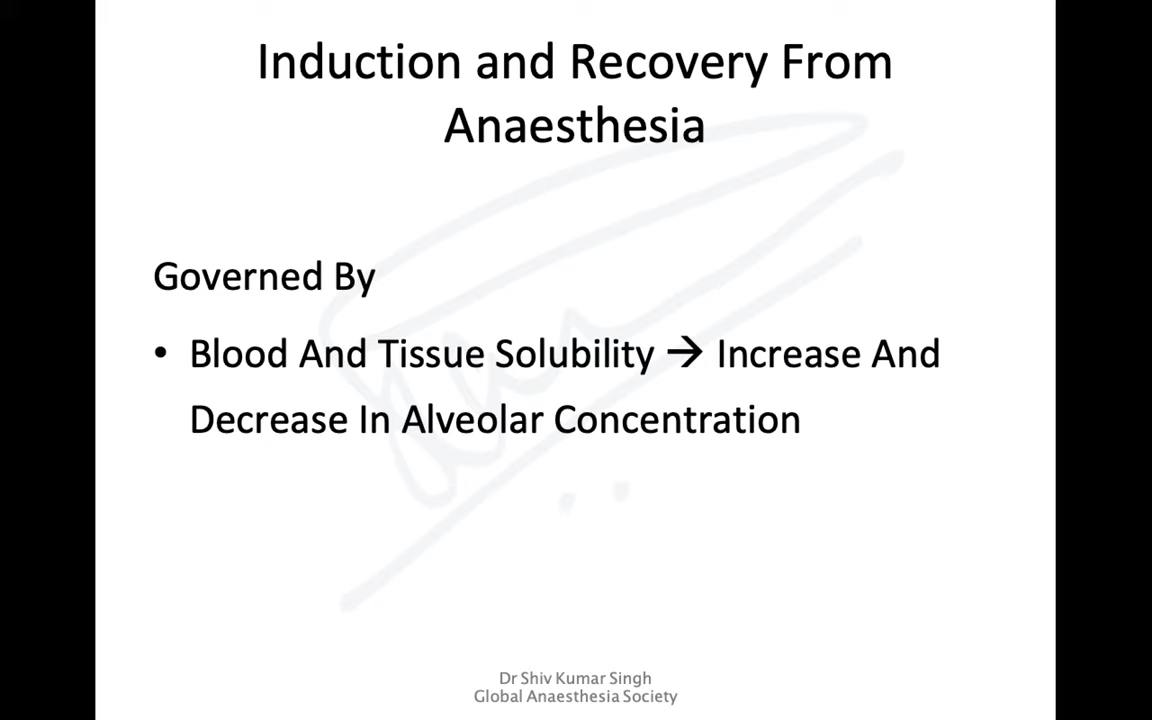 Induction and Recovery From
Anaesthesia
Governed By
• Blood And Tissue Solubility → Increase And
Decrease In Alveolar Concentration
Dr Shiv Kumar Singh
Global Anaesthesia Society